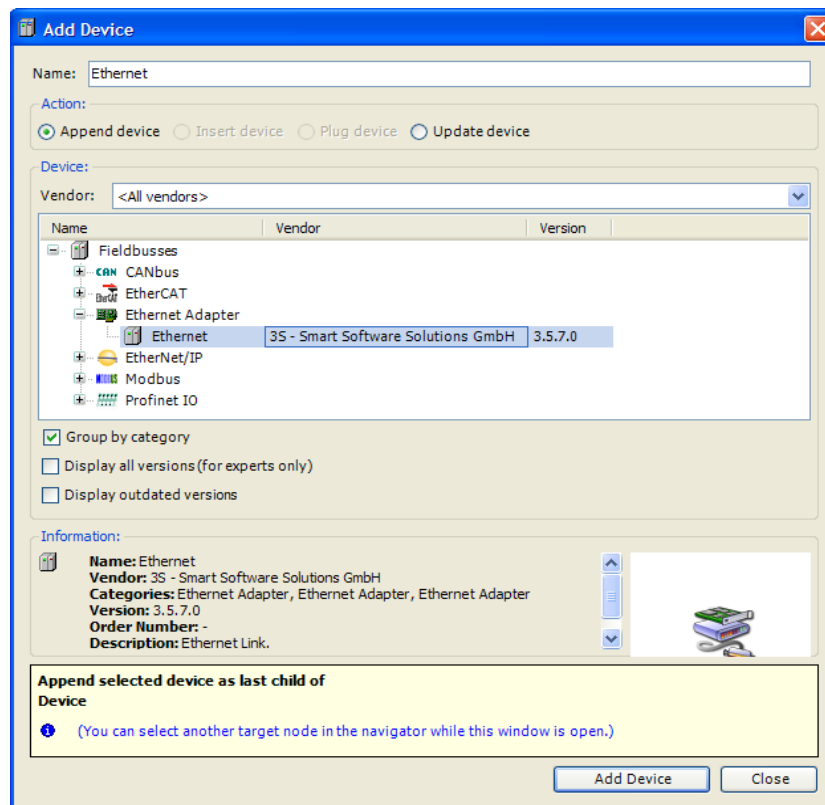 Add Device
Name: Ethernet
Action:
Append device Insert device Plug device Update device
Device:
Vendor: <All vendors>
Name Vendor Version
Fieldbusses
CAN CANbus
EtherCAT
Ethernet Adapter
Ethernet 3S - Smart Software Solutions GmbH 3.5.7.0
EtherNet/IP
Modbus
Profinet IO
Group by category
Display all versions (for experts only)
Display outdated versions
Information:
Name: Ethernet
Vendor: 3S - Smart Software Solutions GmbH
Categories: Ethernet Adapter, Ethernet Adapter, Ethernet Adapter
Version: 3.5.7.0
Order Number: -
Description: Ethernet Link.
Append selected device as last child of
Device
(You can select another target node in the navigator while this window is open.)
Add Device Close